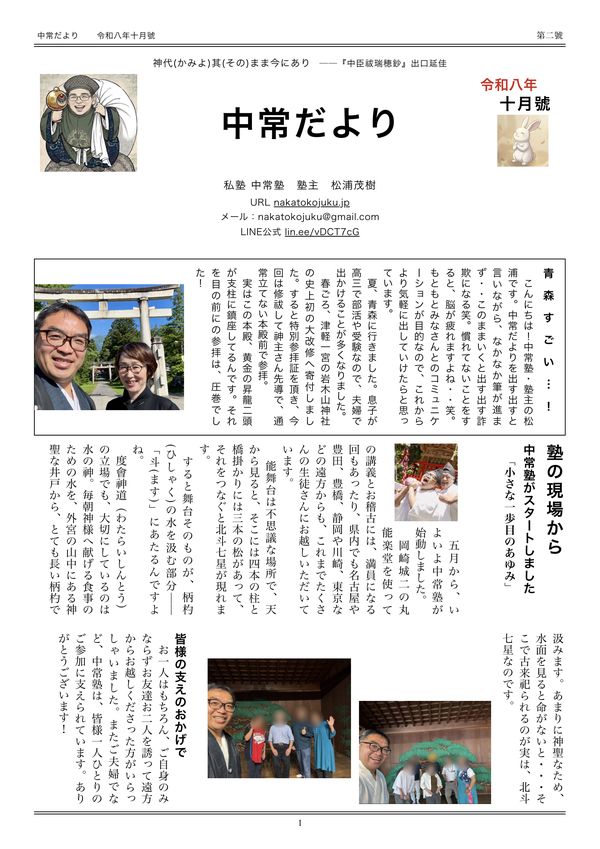 中常だより　　令和八年十月號
第二號
神代(かみよ)其(その)まま今にあり　──『中臣祓瑞穗鈔』出口延佳
令和八年
十月號
中常だより
私塾 中常塾　塾主　松浦茂樹
URL nakatokojuku.jp
メール：nakatokojuku@gmail.com
LINE公式 lin.ee/vDCT7cG
青森すごい…！
こんにちは！中常塾・塾主の松
浦です。中常だよりを出す出すと
言いながら、なかなか筆が進ま
ず・・このままいくと出す出す詐
欺になる笑。慣れてないことをす
ると、脳が疲れますよね・・笑。
もともとみなさんとのコミュニケ
ーションが目的なので、これから
より気軽に出していけたらと思っ
ています。
夏、青森に行きました。息子が
高三で部活や受験なので、夫婦で
出かけることが多くなりました。
春ごろ、津軽一宮の岩木山神社
の史上初の大改修へ寄付しまし
た。すると特別参拝証を頂き、今
回は修祓して神主さん先導で、通
常立てない本殿前で参拝。
実はこの本殿、黄金の昇龍二頭
が支柱に鎮座してるんです。それ
を目の前にの参拝は、圧巻でし
た！
塾の現場から
中常塾がスタートしました
「小さな一歩目のあゆみ」
五月から、い
よいよ中常塾が
始動しました。
岡崎城二の丸
能楽堂を使って
の講義とお稽古には、満員になる
回もあったり、県内でも名古屋や
豊田、豊橋、静岡や川崎、東京な
どの遠方からも、これまでたくさ
んの生徒さんにお越しいただいて
います。
能舞台は不思議な場所で、天
から見ると、そこには四本の柱と
橋掛かりには三本の松があって、
それをつなぐと北斗七星が現れま
す。
すると舞台そのものが、柄杓
(ひしゃく)の水を汲む部分――
「斗(ます)」にあたるんですよ
ね。
度會神道(わたらいしんとう)
の立場でも、大切にしているのは
水の神。毎朝神様へ献げる食事の
ための水を、外宮の山中にある神
聖な井戸から、とても長い柄杓で
汲みます。あまりに神聖なため、
水面を見ると命がないと・・・そ
こで古来祀られるのが実は、北斗
七星なのです。
皆様の支えのおかげで
お一人はもちろん、ご自身のみ
ならずお友達お二人を誘って遠方
からお越しくださった方がいらっ
しゃいました。またご夫婦でな
ど、中常塾は、皆様一人ひとりの
ご参加に支えられています。あり
がとうございます！
1